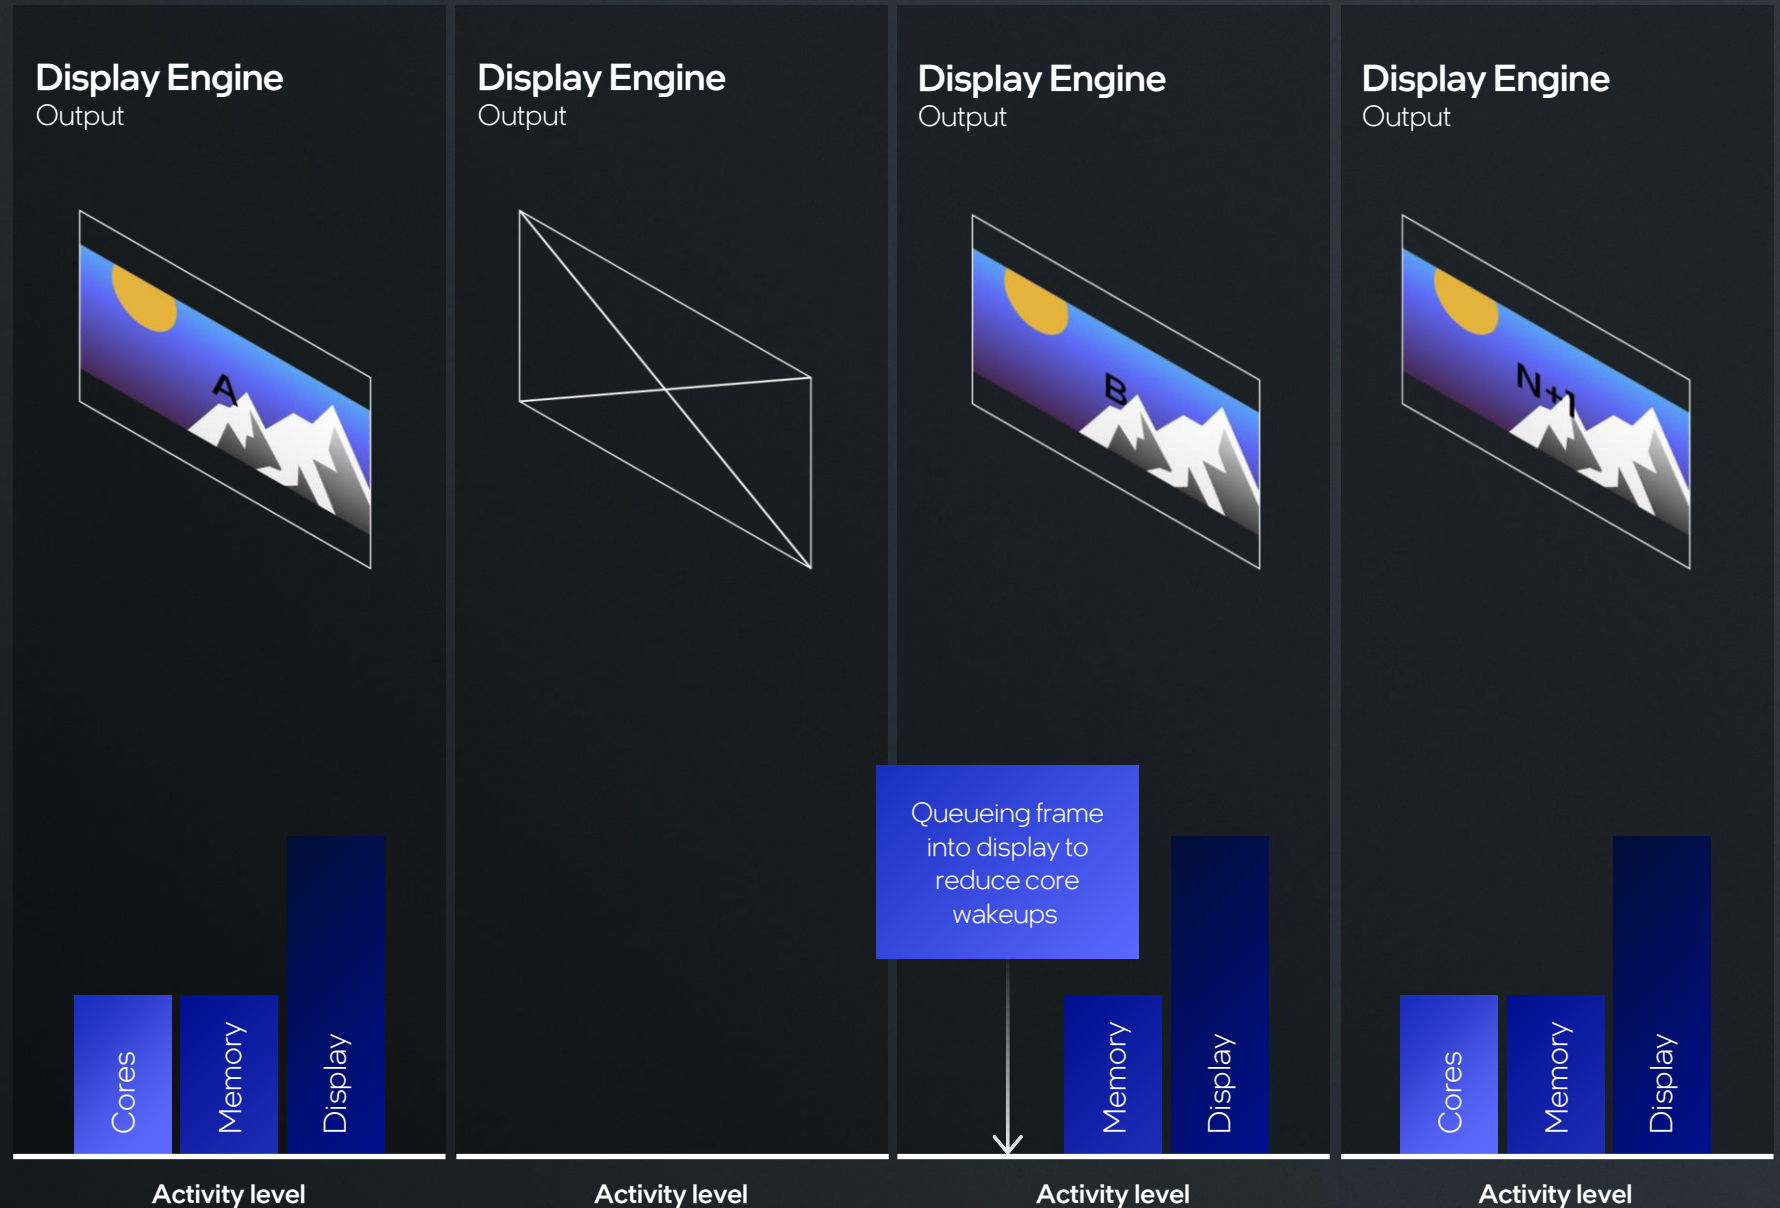 Display Engine
Output
A
Cores
Memory
Display
Activity level
Display Engine
Output
Activity level
Display Engine
Output
B
Queueing frame
into display to
reduce core
wakeups
Memory
Display
Activity level
Display Engine
Output
N+1
Cores
Memory
Display
Activity level